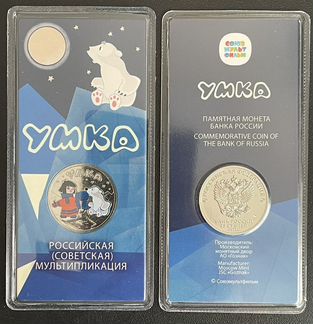 УМКА
УМКА
РОССИЙСКАЯ
(СОВЕТСКАЯ)
МУЛЬТИПЛИКАЦИЯ
СОЮЗ
МУЛЬТ
ФИЛЬМ
УМКА
ПАМЯТНАЯ МОНЕТА
БАНКА РОССИИ
COMMEMORATIVE COIN OF
THE BANK OF RUSSIA
Производитель:
Московский
монетный двор
АО «Гознак»
Manufacturer:
Moscow Mint
JSC «Goznak»
© Союзмультфильм